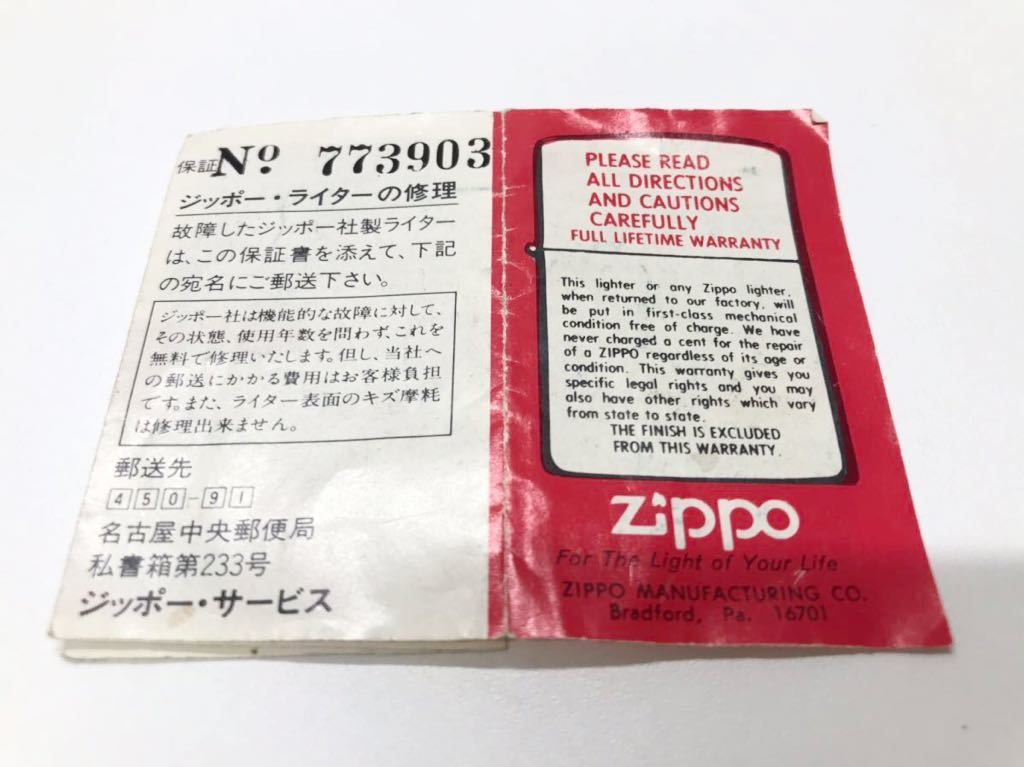 保証 Nº 773903
ジッポー・ライターの修理
故障したジッポー社製ライター
は、この保証書を添えて、下記
の宛名にご郵送下さい。
ジッポー社は機能的な故障に対して、
その状態、使用年数を問わず、これを
無料で修理いたします。但し、当社へ
の郵送にかかる費用はお客様負担
です。また、ライター表面のキズ摩耗
は修理出来ません。
郵送先
450-91
名古屋中央郵便局
私書箱第233号
ジッポー・サービス
PLEASE READ
ALL DIRECTIONS
AND CAUTIONS
CAREFULLY
FULL LIFETIME WARRANTY
This lighter or any Zippo lighter,
when returned to our factory, will
be put in first-class mechanical
condition free of charge. We have
never charged a cent for the repair
of a ZIPPO regardless of its age or
condition. This warranty gives you
specific legal rights and you may
also have other rights which vary
from state to state.
THE FINISH IS EXCLUDED
FROM THIS WARRANTY.
Zippo
For The Light of Your Life
ZIPPO MANUFACTURING CO.
Bradford, Pa. 16701